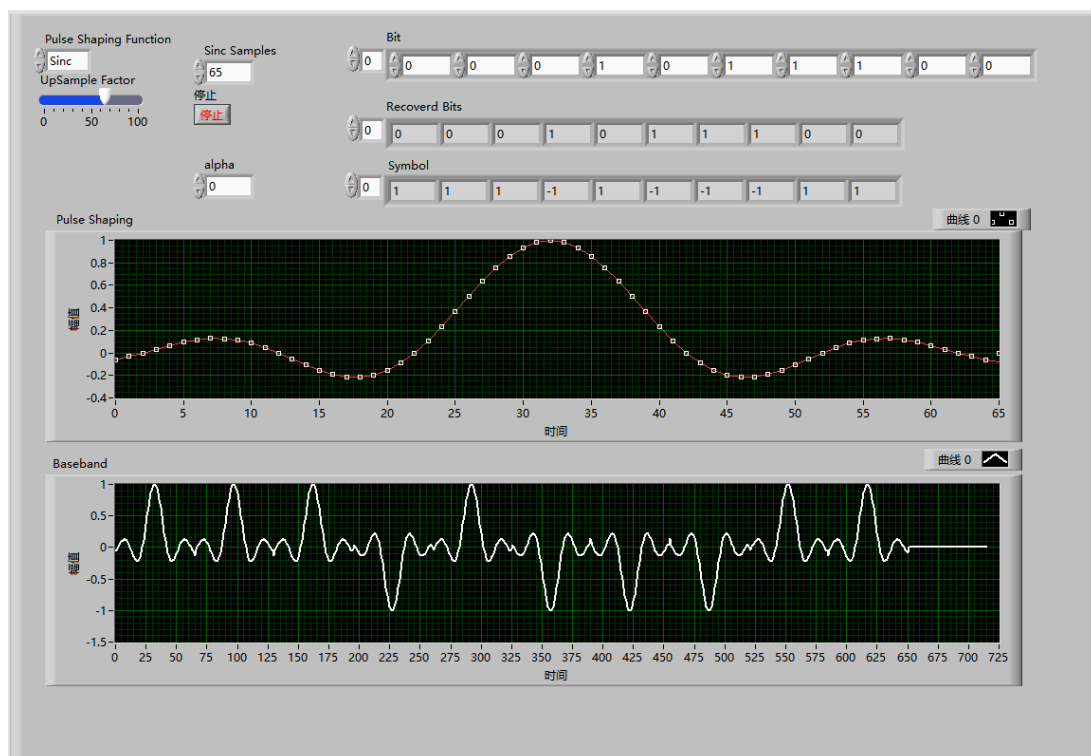 Pulse Shaping Function
Sinc
UpSample Factor
0 50 100
Sinc Samples
65
停止
停止
alpha
0
Bit
0 0 0 0 1 0 1 1 1 0 0
Recoverd Bits
0 0 0 0 1 0 1 1 1 0 0
Symbol
0 1 1 1 -1 1 -1 -1 -1 1 1
Pulse Shaping
曲线 0
幅值
1
0.8
0.6
0.4
0.2
0
-0.2
-0.4
0 5 10 15 20 25 30 35 40 45 50 55 60 65
时间
Baseband
曲线 0
幅值
1
0.5
0
-0.5
-1
-1.5
0 25 50 75 100 125 150 175 200 225 250 275 300 325 350 375 400 425 450 475 500 525 550 575 600 625 650 675 700 725
时间